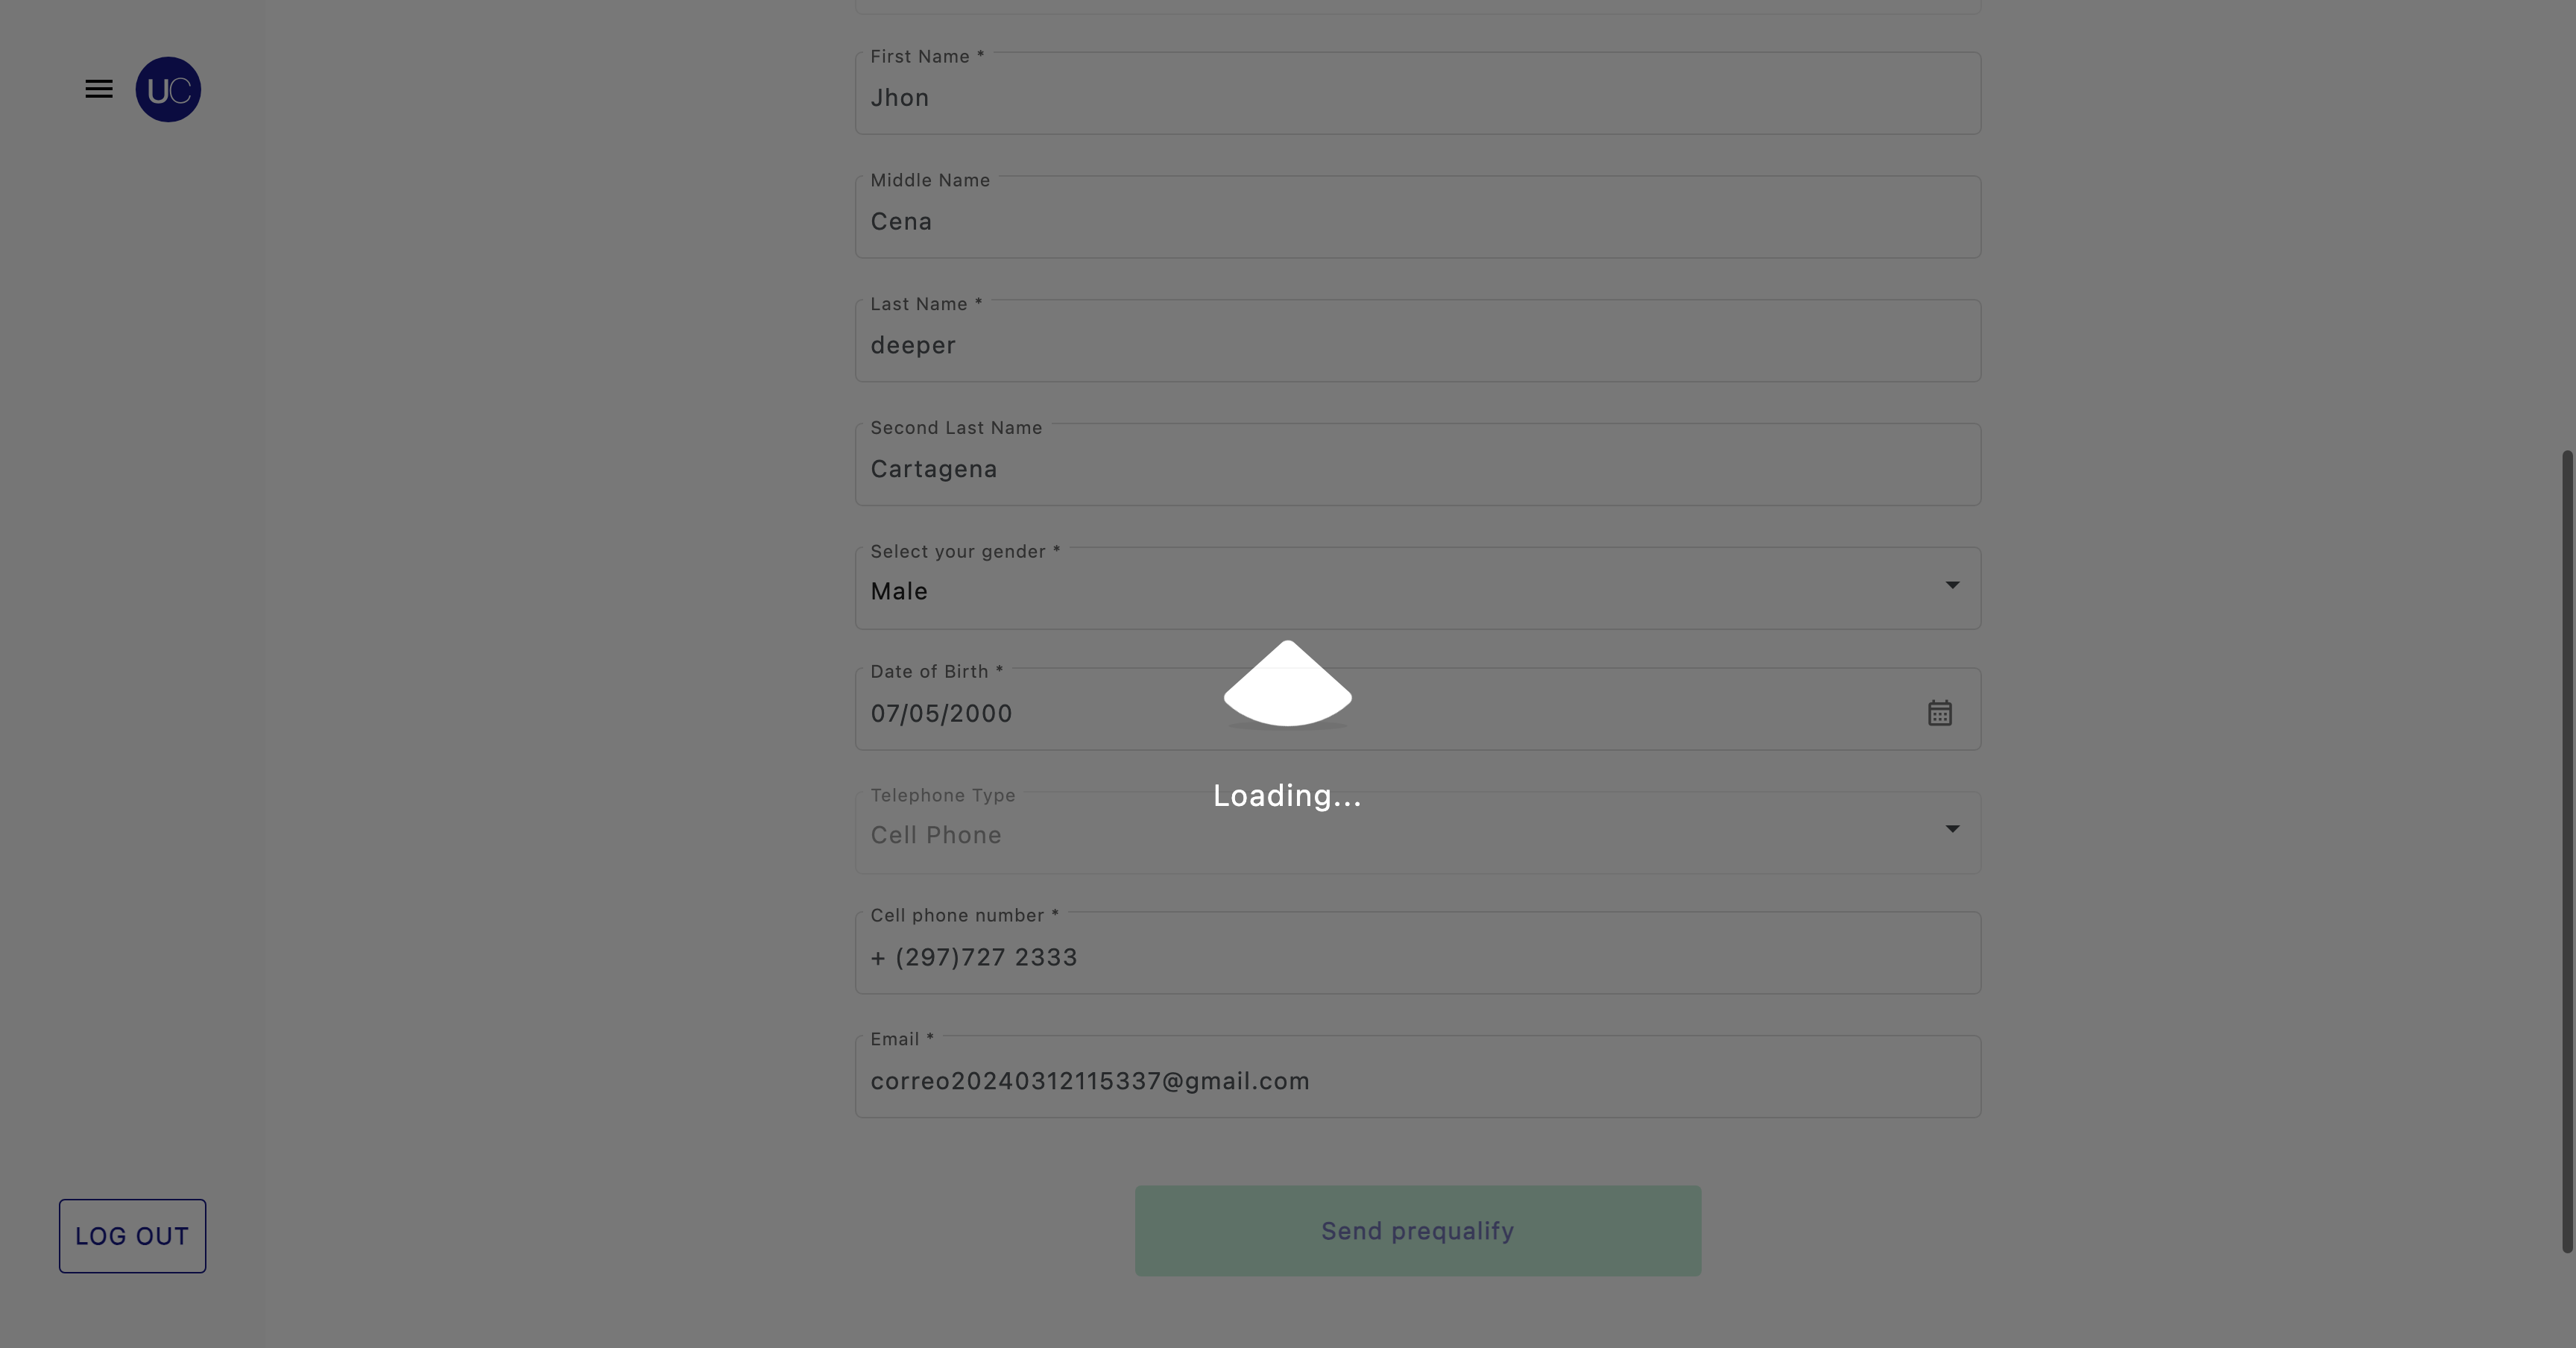 UC
First Name *
Jhon
Middle Name
Cena
Last Name *
deeper
Second Last Name
Cartagena
Select your gender *
Male
Date of Birth *
07/05/2000
Loading...
Telephone Type
Cell Phone
Cell phone number *
+ (297)727 2333
Email *
correo20240312115337@gmail.com
Send prequalify
LOG OUT